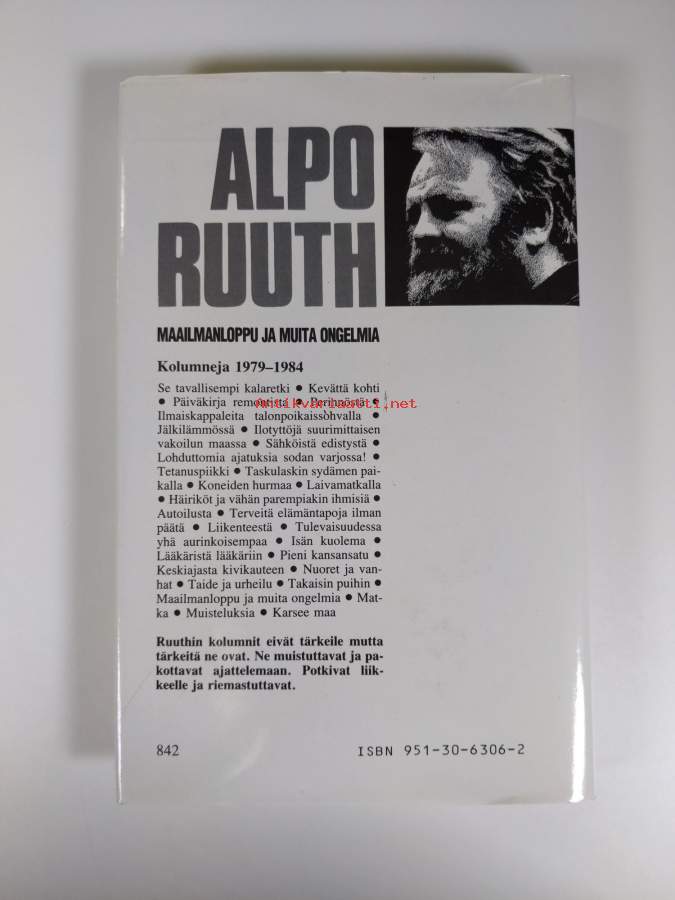 ALPO
RUUTH
MAAILMANLOPPU JA MUITA ONGELMIA
Kolumneja 1979–1984
Se tavallisempi kalaretki ● Kevättä kohti
● Päiväkirja remontista ● Perinnöstä ●
antikvariaatti.net
Ilmaiskappaleita talonpoikaissohvalla ●
Jälkilämmössä ● Ilotyttöjä suurimittaisen
vakoilun maassa ● Sähköistä edistystä ●
Lohduttomia ajatuksia sodan varjossa! ●
Tetanuspiikki ● Taskulaskin sydämen pai-
kalla ● Koneiden hurmaa ● Laivamatkalla
● Häiriköt ja vähän parempiakin ihmisiä ●
Autoilusta ● Terveitä elämäntapoja ilman
päätä ● Liikenteestä ● Tulevaisuudessa
yhä aurinkoisempaa ● Isän kuolema ●
Lääkäristä lääkäriin ● Pieni kansansatu ●
Keskiajasta kivikauteen ● Nuoret ja van-
hat ● Taide ja urheilu ● Takaisin puihin ●
Maailmanloppu ja muita ongelmia ● Mat-
ka ● Muisteluksia ● Karsee maa
Ruuthin kolumnit eivät tärkeile mutta
tärkeitä ne ovat. Ne muistuttavat ja pa-
kottavat ajattelemaan. Potkivat liik-
keelle ja riemastuttavat.
842
ISBN 951-30-6306-2